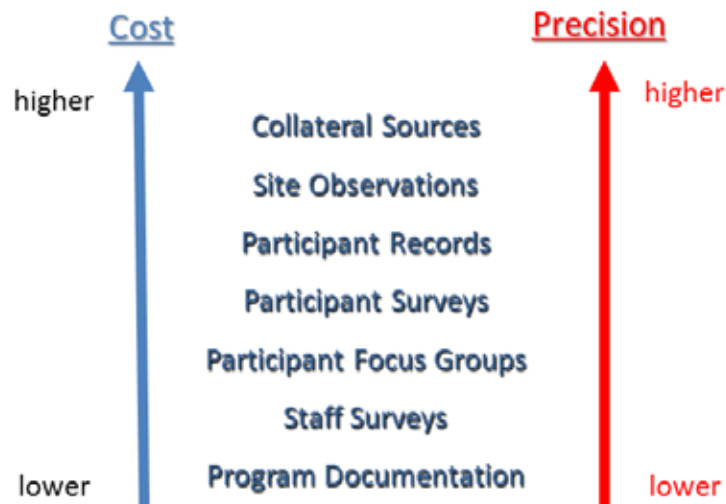 Cost
Precision
higher
higher
Collateral Sources
Site Observations
Participant Records
Participant Surveys
Participant Focus Groups
Staff Surveys
Program Documentation
lower
lower